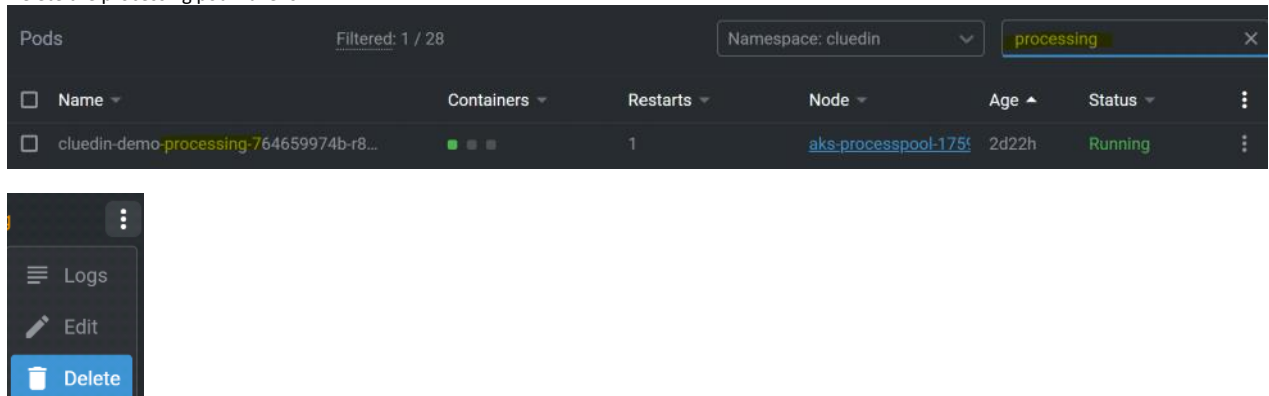 Pods Filtered: 1 / 28 Namespace: cluedin processing
Name Containers Restarts Node Age Status
cluedin-demo-processing-764659974b-r8... 1 aks-processpool-175 2d22h Running
Logs
Edit
Delete